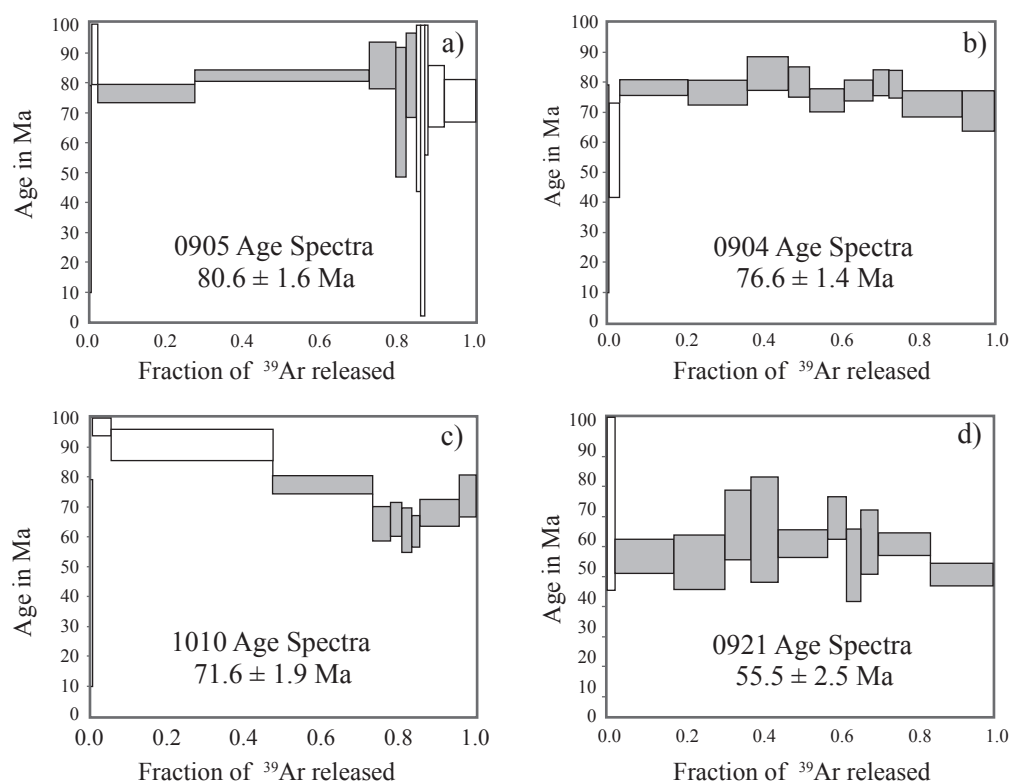 a)
100
90
80
70
60
50
40
30
20
10
0
Age in Ma
0905 Age Spectra
80.6 ± 1.6 Ma
0.0 0.2 0.4 0.6 0.8 1.0
Fraction of ³⁹Ar released
b)
100
90
80
70
60
50
40
30
20
10
0
Age in Ma
0904 Age Spectra
76.6 ± 1.4 Ma
0.0 0.2 0.4 0.6 0.8 1.0
Fraction of ³⁹Ar released
c)
100
90
80
70
60
50
40
30
20
10
0
Age in Ma
1010 Age Spectra
71.6 ± 1.9 Ma
0.0 0.2 0.4 0.6 0.8 1.0
Fraction of ³⁹Ar released
d)
100
90
80
70
60
50
40
30
20
10
0
Age in Ma
0921 Age Spectra
55.5 ± 2.5 Ma
0.0 0.2 0.4 0.6 0.8 1.0
Fraction of ³⁹Ar released